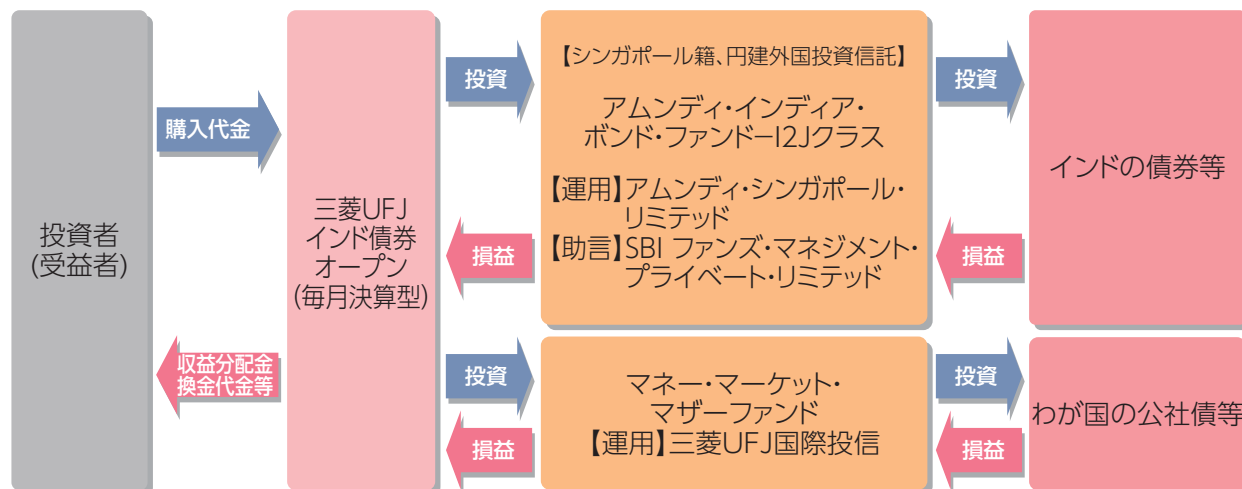 投資者
(受益者)
購入代金
収益分配金
換金代金等
三菱UFJ
インド債券
オープン
(毎月決算型)
投資
損益
【シンガポール籍、円建外国投資信託】
アムンディ・インディア・
ボンド・ファンド－I2Jクラス
【運用】アムンディ・シンガポール・
リミテッド
【助言】SBI ファンズ・マネジメント・
プライベート・リミテッド
投資
損益
インドの債券等
投資
損益
マネー・マーケット・
マザーファンド
【運用】三菱UFJ国際投信
投資
損益
わが国の公社債等